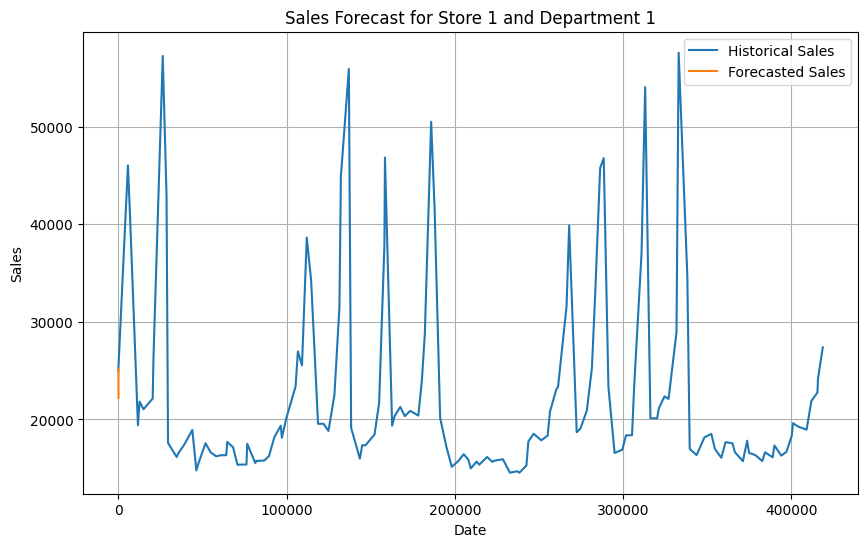 Sales Forecast for Store 1 and Department 1
Historical Sales
Forecasted Sales
Sales
50000
40000
30000
20000
0
100000
200000
300000
400000
Date